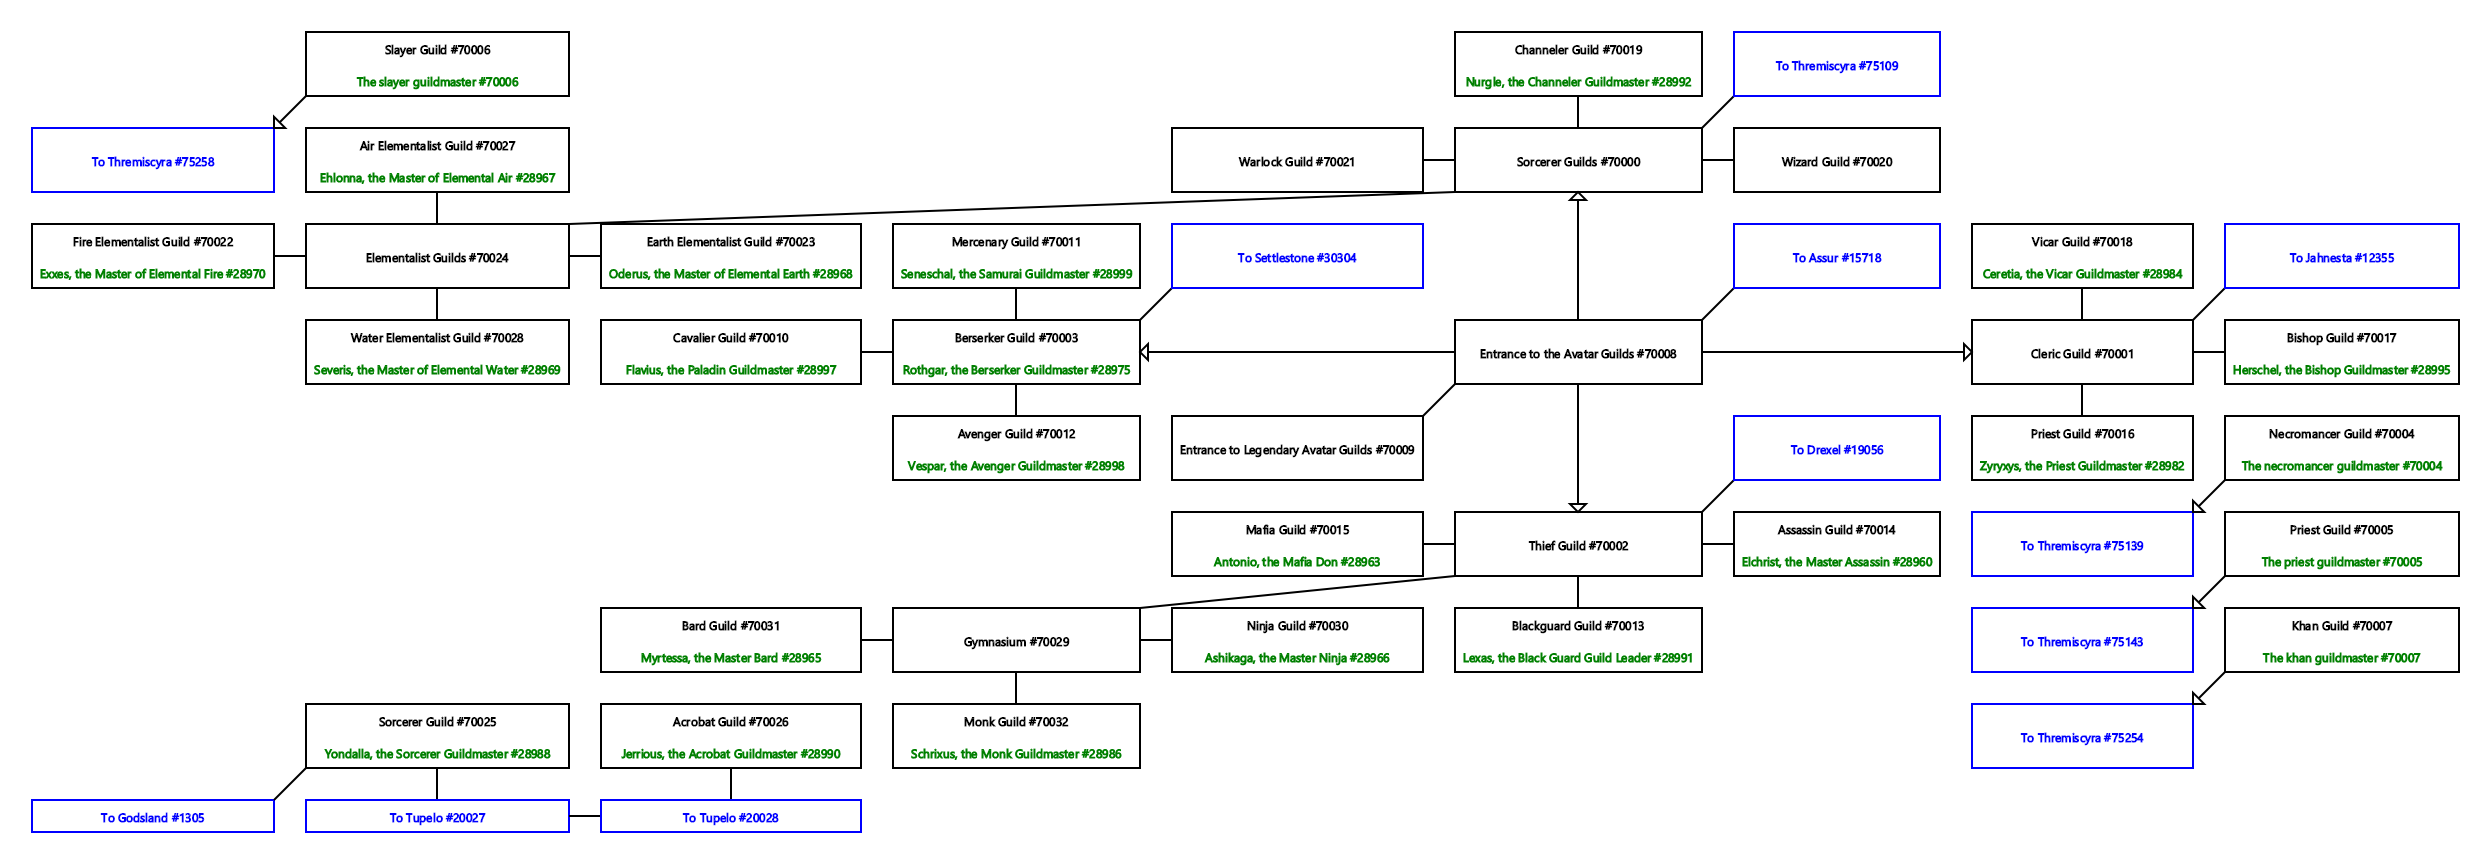 Slayer Guild #70006
The slayer guildmaster #70006
Channeler Guild #70019
Nurgle, the Channeler Guildmaster #28992
To Thremiscyra #75109
To Thremiscyra #75258
Air Elementalist Guild #70027
Ehlonna, the Master of Elemental Air #28967
Warlock Guild #70021
Sorcerer Guilds #70000
Wizard Guild #70020
Fire Elementalist Guild #70022
Exxes, the Master of Elemental Fire #28970
Elementalist Guilds #70024
Earth Elementalist Guild #70023
Oderus, the Master of Elemental Earth #28968
Mercenary Guild #70011
Seneschal, the Samurai Guildmaster #28999
To Settlestone #30304
To Assur #15718
Vicar Guild #70018
Ceretia, the Vicar Guildmaster #28984
To Jahnesta #12355
Water Elementalist Guild #70028
Severis, the Master of Elemental Water #28969
Cavalier Guild #70010
Flavius, the Paladin Guildmaster #28997
Berserker Guild #70003
Rothgar, the Berserker Guildmaster #28975
Entrance to the Avatar Guilds #70008
Cleric Guild #70001
Bishop Guild #70017
Herschel, the Bishop Guildmaster #28995
Avenger Guild #70012
Vespar, the Avenger Guildmaster #28998
Entrance to Legendary Avatar Guilds #70009
To Drexel #19056
Priest Guild #70016
Zyryxys, the Priest Guildmaster #28982
Necromancer Guild #70004
The necromancer guildmaster #70004
Mafia Guild #70015
Antonio, the Mafia Don #28963
Thief Guild #70002
Assassin Guild #70014
Elchrist, the Master Assassin #28960
To Thremiscyra #75139
Priest Guild #70005
The priest guildmaster #70005
Bard Guild #70031
Myrtessa, the Master Bard #28965
Gymnasium #70029
Ninja Guild #70030
Ashikaga, the Master Ninja #28966
Blackguard Guild #70013
Lexas, the Black Guard Guild Leader #28991
To Thremiscyra #75143
Khan Guild #70007
The khan guildmaster #70007
Sorcerer Guild #70025
Yondalla, the Sorcerer Guildmaster #28988
Acrobat Guild #70026
Jerrious, the Acrobat Guildmaster #28990
Monk Guild #70032
Schrixus, the Monk Guildmaster #28986
To Thremiscyra #75254
To Godsland #1305
To Tupelo #20027
To Tupelo #20028